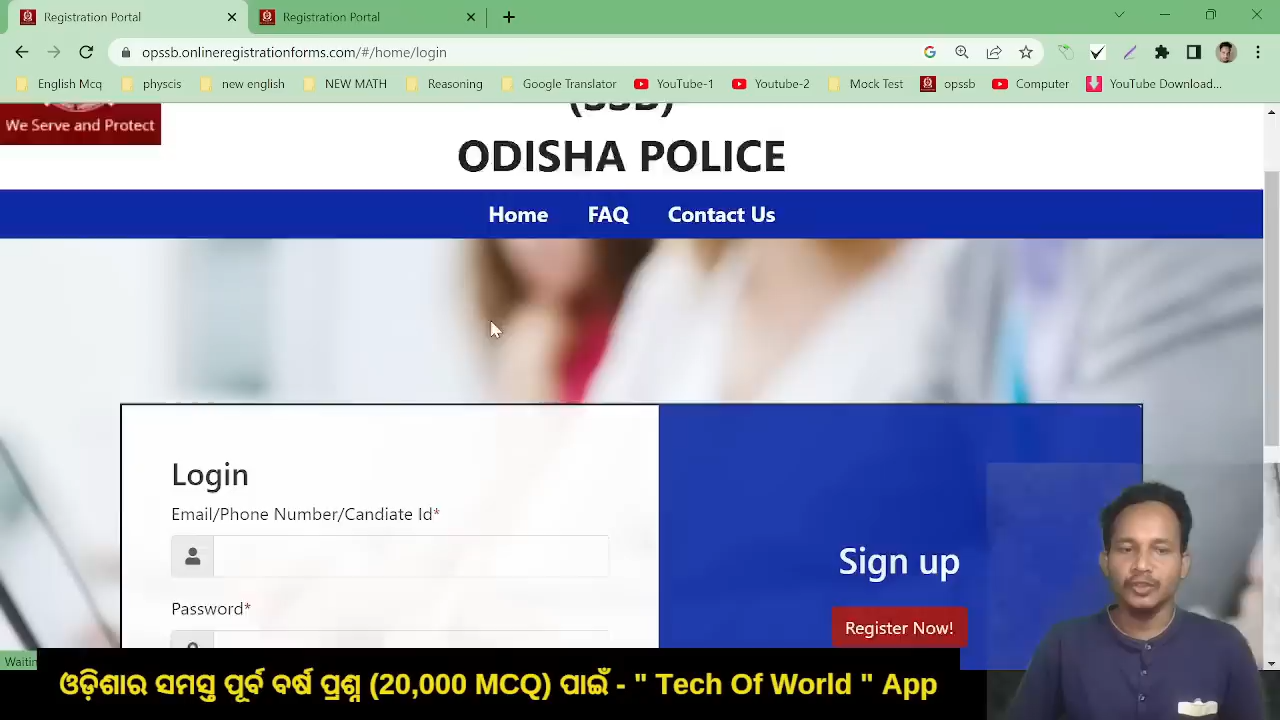 Registration Portal
Registration Portal
opssb.onlineregistrationforms.com/#/home/login
English Mcq
physcis
new english
NEW MATH
Reasoning
Google Translator
YouTube-1
Youtube-2
Mock Test
opssb
Computer
YouTube Download...
(SSB)
We Serve and Protect
ODISHA POLICE
Home
FAQ
Contact Us
Login
Email/Phone Number/Candiate Id*
Sign up
Password*
Register Now!
Waitin
ଓଡ଼ିଶାର ସମସ୍ତ ପୂର୍ବ ବର୍ଷ ପ୍ରଶ୍ନ (20,000 MCQ) ପାଇଁ - " Tech Of World " App